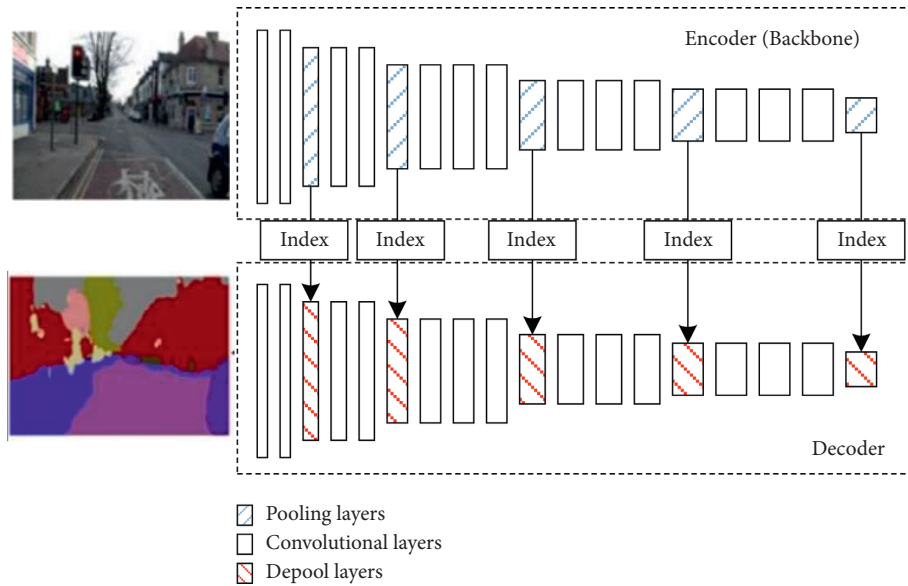 Encoder (Backbone)
Index Index Index Index Index
Decoder
Pooling layers
Convolutional layers
Depool layers